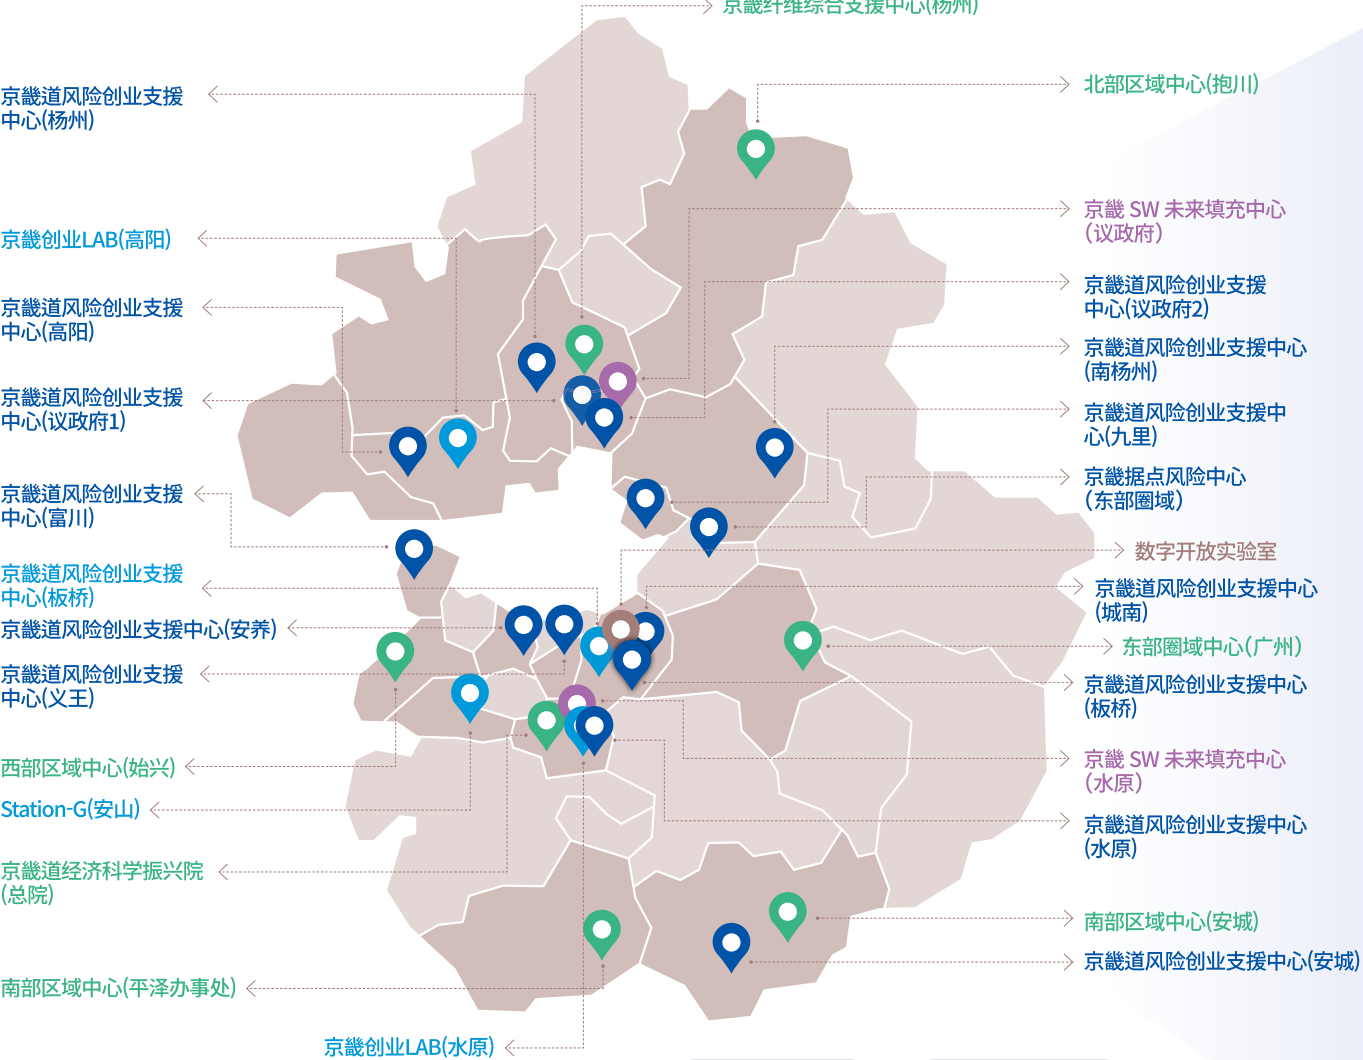 京畿纤维综合支援中心(杨州)
京畿道风险创业支援
中心(杨州)
京畿创业LAB(高阳)
京畿道风险创业支援
中心(高阳)
京畿道风险创业支援
中心(议政府1)
京畿道风险创业支援
中心(富川)
京畿道风险创业支援
中心(板桥)
京畿道风险创业支援中心(安养)
京畿道风险创业支援
中心(义王)
西部区域中心(始兴)
Station-G(安山)
京畿道经济科学振兴院
(总院)
南部区域中心(平泽办事处)
京畿创业LAB(水原)
北部区域中心(抱川)
京畿 SW 未来填充中心
(议政府)
京畿道风险创业支援
中心(议政府2)
京畿道风险创业支援中心
(南杨州)
京畿道风险创业支援中
心(九里)
京畿据点风险中心
(东部圈域)
数字开放实验室
京畿道风险创业支援中心
(城南)
东部圈域中心(广州)
京畿道风险创业支援中心
(板桥)
京畿 SW 未来填充中心
(水原)
京畿道风险创业支援中心
(水原)
南部区域中心(安城)
京畿道风险创业支援中心(安城)